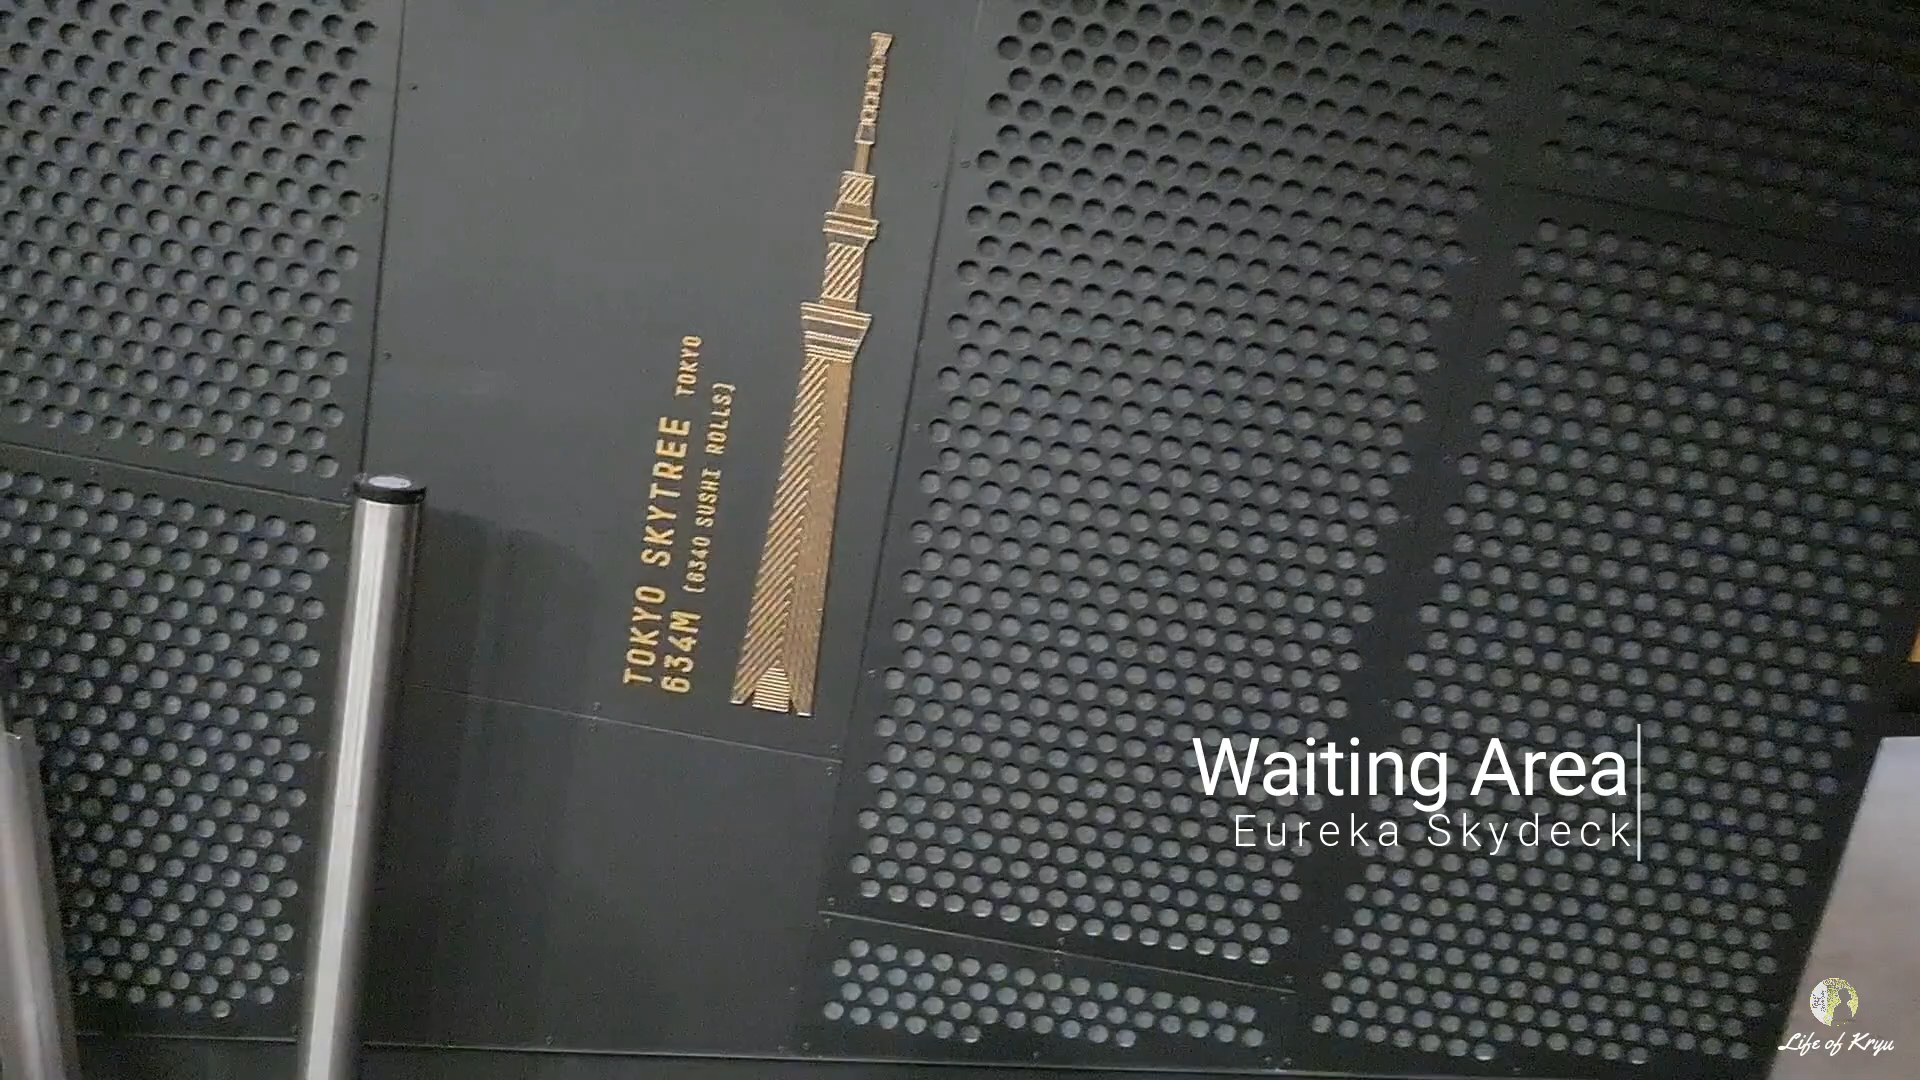 TOKYO SKYTREE TOKYO
634M (6340 SUSHI ROLLS)
Waiting Area
Eureka Skydeck
Life of Kryu